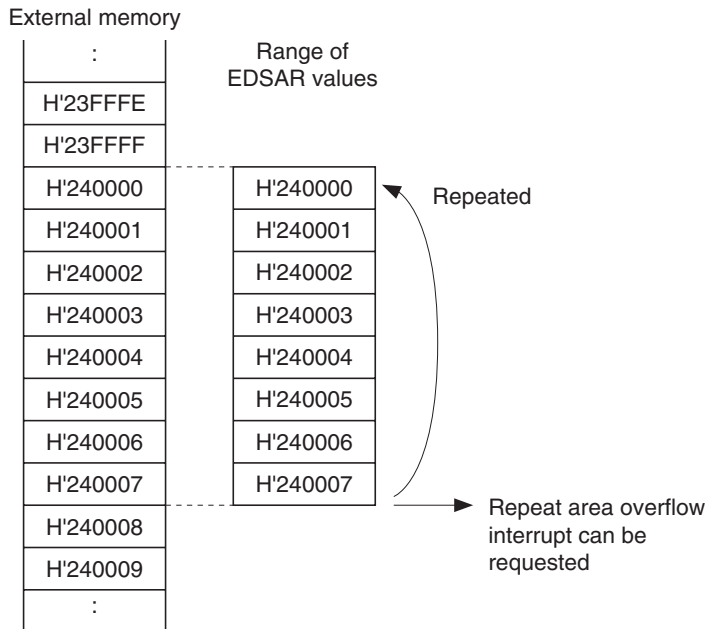 External memory
:
H'23FFFE
H'23FFFF
H'240000
H'240001
H'240002
H'240003
H'240004
H'240005
H'240006
H'240007
H'240008
H'240009
:
Range of
EDSAR values
H'240000
H'240001
H'240002
H'240003
H'240004
H'240005
H'240006
H'240007
Repeated
Repeat area overflow
interrupt can be
requested